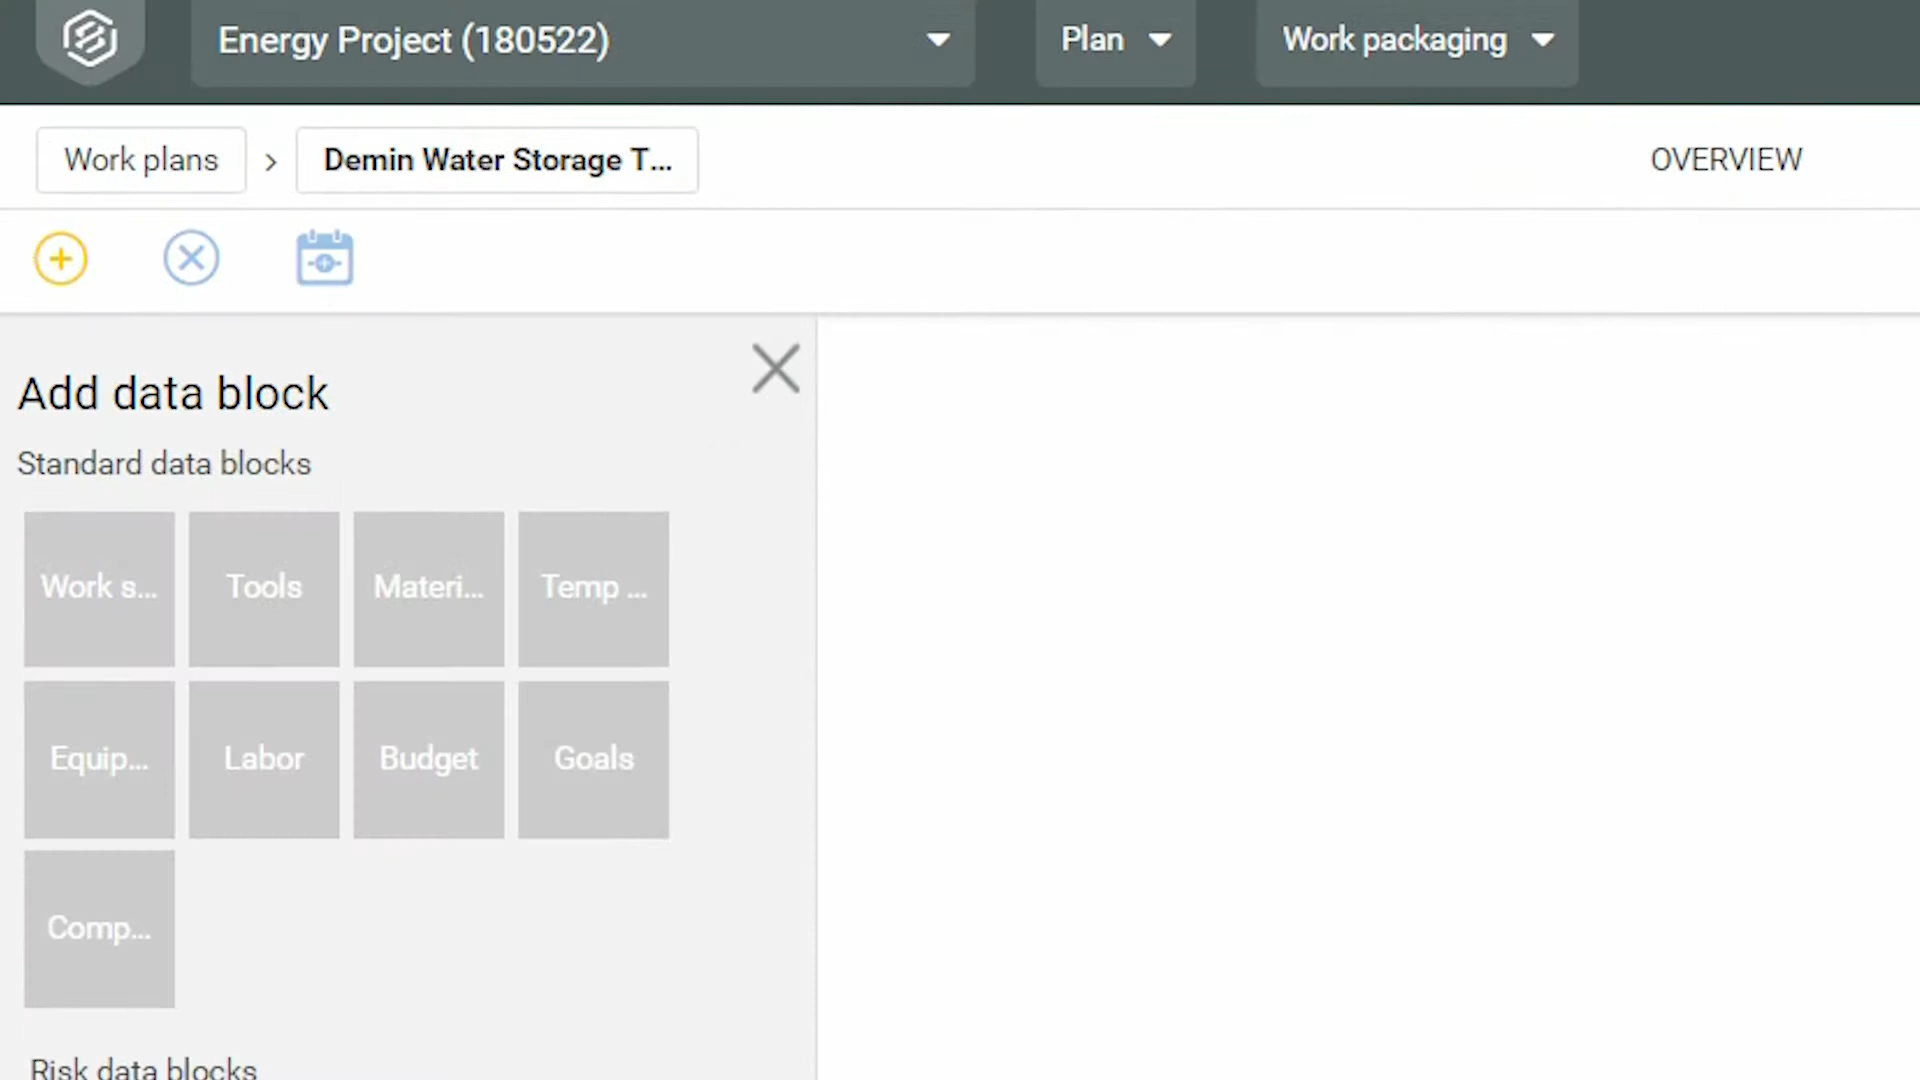 Energy Project (180522)
Plan
Work packaging
Work plans > Demin Water Storage T...
OVERVIEW
Add data block
Standard data blocks
Work s...
Tools
Materi...
Temp ...
Equip...
Labor
Budget
Goals
Comp...
Risk data blocks